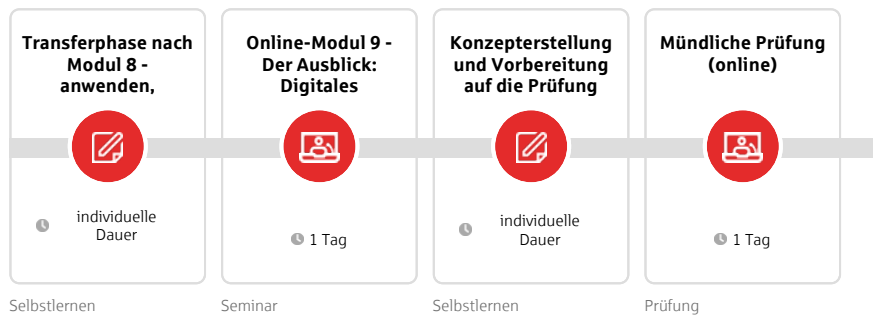 Transferphase nach
Modul 8 -
anwenden,
individuelle
Dauer
Selbstlernen
Online-Modul 9 -
Der Ausblick:
Digitales
1 Tag
Seminar
Konzepterstellung
und Vorbereitung
auf die Prüfung
individuelle
Dauer
Selbstlernen
Mündliche Prüfung
(online)
1 Tag
Prüfung